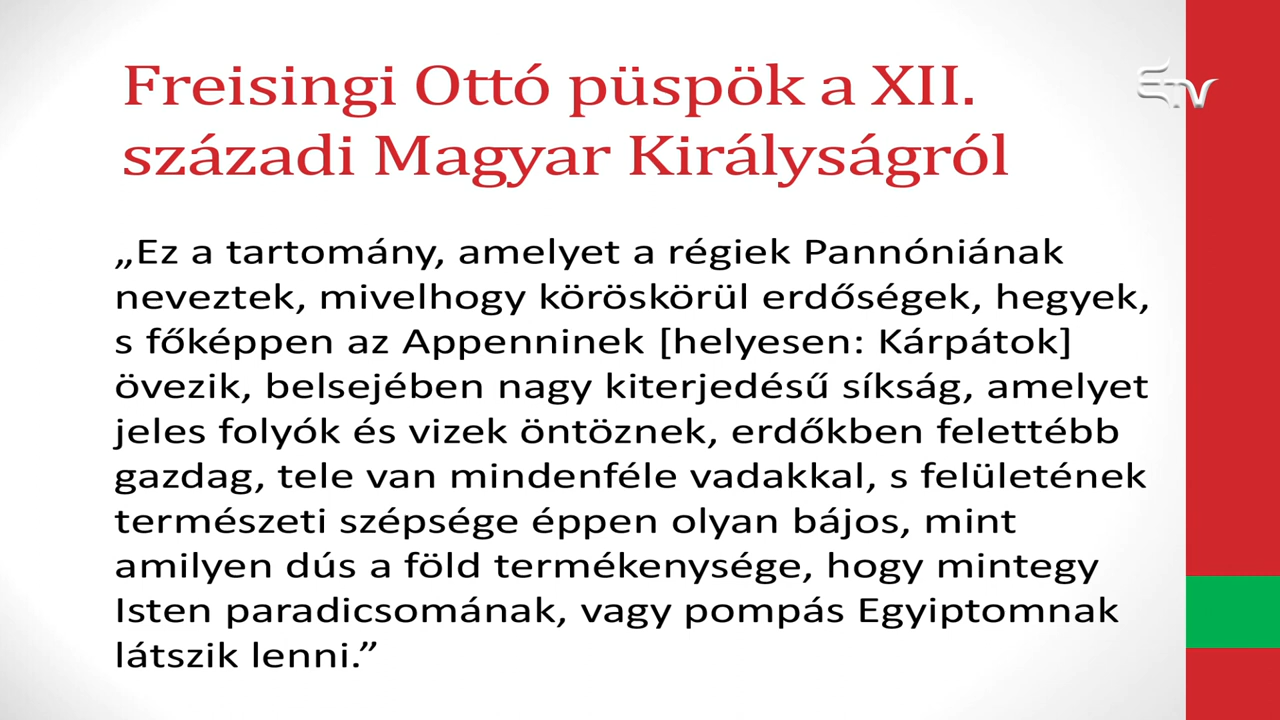 Freisingi Ottó püspök a XII.
századi Magyar Királyságról
ETV
„Ez a tartomány, amelyet a régiek Pannóniának
neveztek, mivelhogy köröskörül erdőségek, hegyek,
s főképpen az Appenninek [helyesen: Kárpátok]
övezik, belsejében nagy kiterjedésű síkság, amelyet
jeles folyók és vizek öntöznek, erdőkben felettébb
gazdag, tele van mindenféle vadakkal, s felületének
természeti szépsége éppen olyan bájos, mint
amilyen dús a föld termékenysége, hogy mintegy
Isten paradicsomának, vagy pompás Egyiptomnak
látszik lenni.”